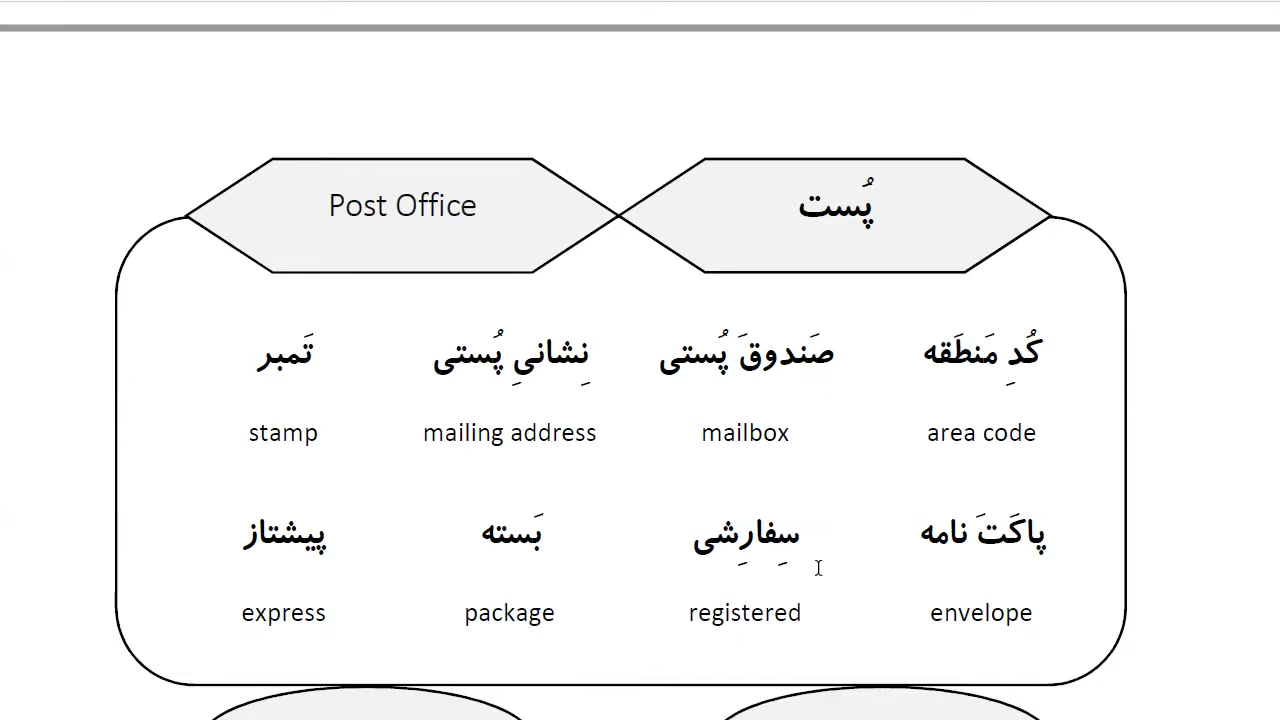 Post Office پُست
تَمبر نِشانیِ پُستی صَندوقَ پُستی کُدِ مَنطَقه
stamp mailing address mailbox area code
پیشتاز بَسته سِفارِشی پاکَتَ نامه
express package registered envelope